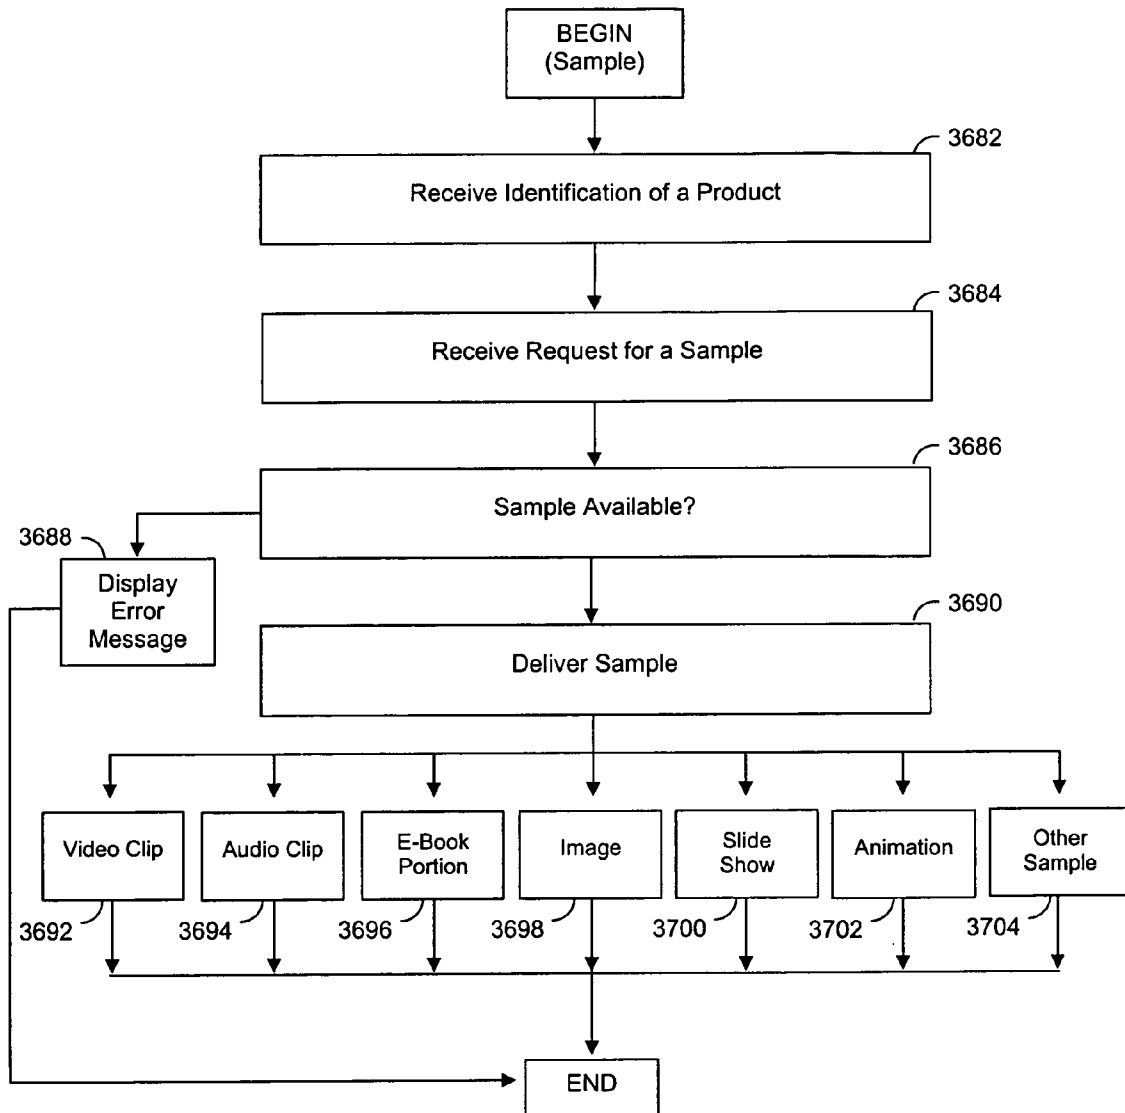 BEGIN
(Sample)
3682
Receive Identification of a Product
3684
Receive Request for a Sample
3686
Sample Available?
3688
Display
Error
Message
3690
Deliver Sample
Video Clip
Audio Clip
E-Book
Portion
Image
Slide
Show
Animation
Other
Sample
3692
3694
3696
3698
3700
3702
3704
END